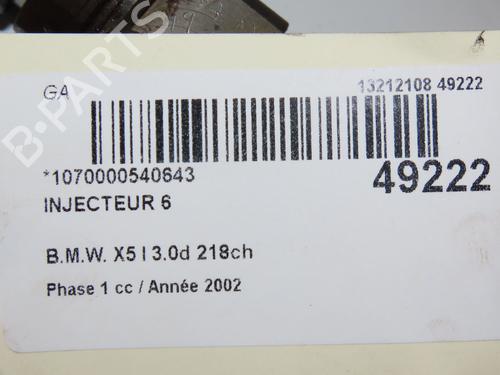 GA
13212108 49222
*1070000540643
49222
INJECTEUR 6
B.M.W. X5 I 3.0d 218ch
Phase 1 cc / Année 2002
B-PARTS